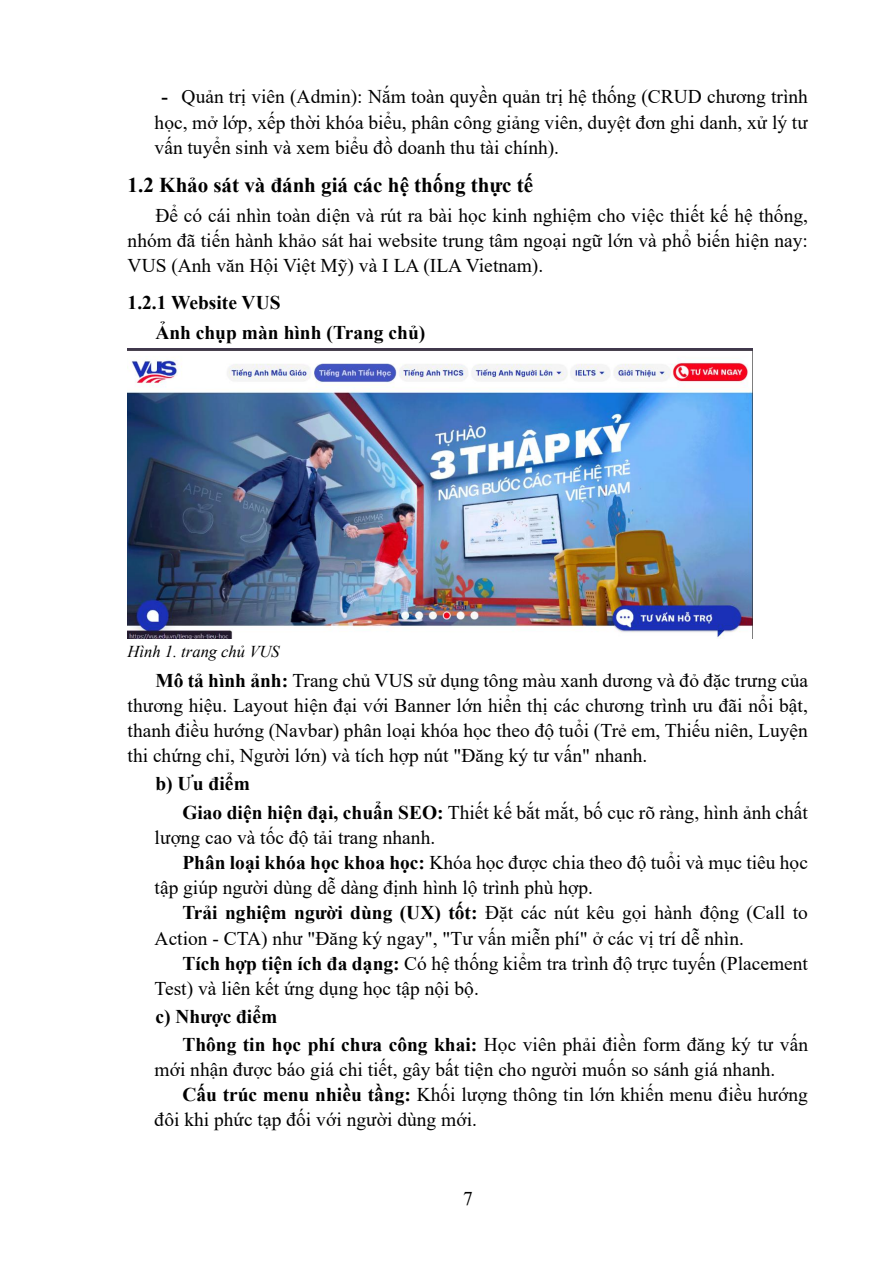 - Quản trị viên (Admin): Nắm toàn quyền quản trị hệ thống (CRUD chương trình
học, mở lớp, xếp thời khóa biểu, phân công giảng viên, duyệt đơn ghi danh, xử lý tư
vấn tuyển sinh và xem biểu đồ doanh thu tài chính).
1.2 Khảo sát và đánh giá các hệ thống thực tế
Để có cái nhìn toàn diện và rút ra bài học kinh nghiệm cho việc thiết kế hệ thống,
nhóm đã tiến hành khảo sát hai website trung tâm ngoại ngữ lớn và phổ biến hiện nay:
VUS (Anh văn Hội Việt Mỹ) và I LA (ILA Vietnam).
1.2.1 Website VUS
Ảnh chụp màn hình (Trang chủ)
VUS
Tiếng Anh Mẫu Giáo Tiếng Anh Tiểu Học Tiếng Anh THCS Tiếng Anh Người Lớn IELTS Giới Thiệu TƯ VẤN NGAY
TỰ HÀO
3 THẬP KỶ
NÂNG BƯỚC CÁC THẾ HỆ TRẺ
VIỆT NAM
1997
APPLE
BANAN
GRAMMAR
TƯ VẤN HỖ TRỢ
https://vus.edu.vn/tieng-anh-tieu-hoc
Hình 1. trang chủ VUS
Mô tả hình ảnh: Trang chủ VUS sử dụng tông màu xanh dương và đỏ đặc trưng của
thương hiệu. Layout hiện đại với Banner lớn hiển thị các chương trình ưu đãi nổi bật,
thanh điều hướng (Navbar) phân loại khóa học theo độ tuổi (Trẻ em, Thiếu niên, Luyện
thi chứng chỉ, Người lớn) và tích hợp nút "Đăng ký tư vấn" nhanh.
b) Ưu điểm
Giao diện hiện đại, chuẩn SEO: Thiết kế bắt mắt, bố cục rõ ràng, hình ảnh chất
lượng cao và tốc độ tải trang nhanh.
Phân loại khóa học khoa học: Khóa học được chia theo độ tuổi và mục tiêu học
tập giúp người dùng dễ dàng định hình lộ trình phù hợp.
Trải nghiệm người dùng (UX) tốt: Đặt các nút kêu gọi hành động (Call to
Action - CTA) như "Đăng ký ngay", "Tư vấn miễn phí" ở các vị trí dễ nhìn.
Tích hợp tiện ích đa dạng: Có hệ thống kiểm tra trình độ trực tuyến (Placement
Test) và liên kết ứng dụng học tập nội bộ.
c) Nhược điểm
Thông tin học phí chưa công khai: Học viên phải điền form đăng ký tư vấn
mới nhận được báo giá chi tiết, gây bất tiện cho người muốn so sánh giá nhanh.
Cấu trúc menu nhiều tầng: Khối lượng thông tin lớn khiến menu điều hướng
đôi khi phức tạp đối với người dùng mới.
7